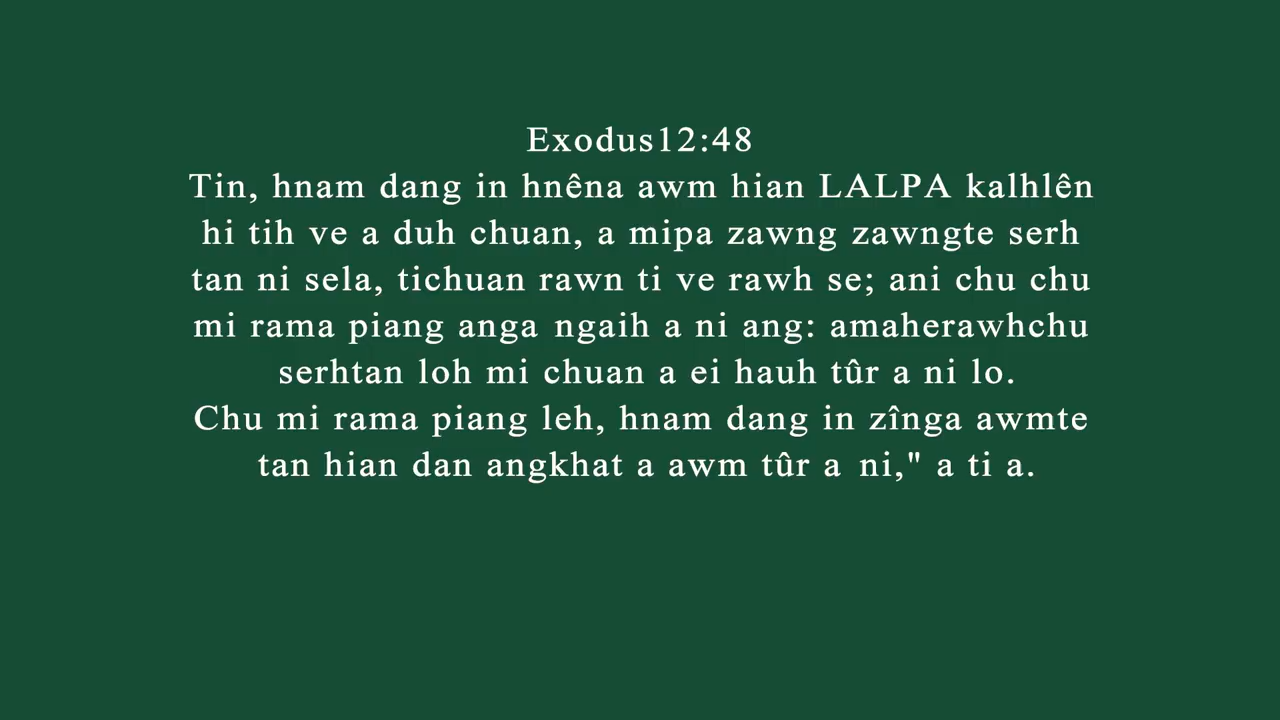 Exodus12:48
Tin, hnam dang in hnêna awm hian LALPA kalhlên
hi tih ve a duh chuan, a mipa zawng zawngte serh
tan ni sela, tichuan rawn ti ve rawh se; ani chu chu
mi rama piang anga ngaih a ni ang: amaherawhchu
serhtan loh mi chuan a ei hauh tûr a ni lo.
Chu mi rama piang leh, hnam dang in zînga awmte
tan hian dan angkhat a awm tûr a ni," a ti a.